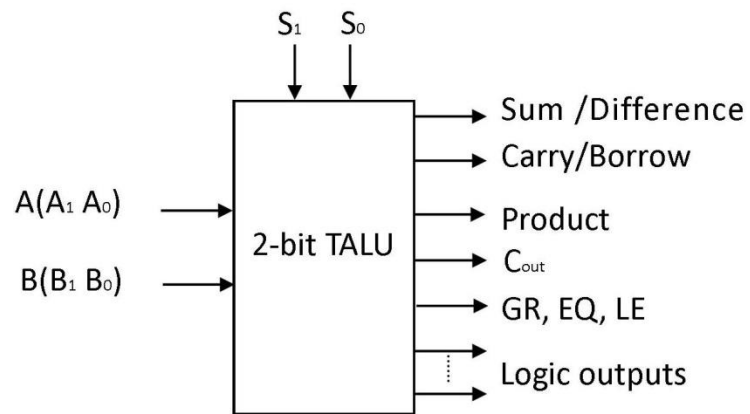 S₁ S₀
Sum /Difference
Carry/Borrow
A(A₁ A₀)
Product
2-bit TALU
Cout
B(B₁ B₀)
GR, EQ, LE
Logic outputs